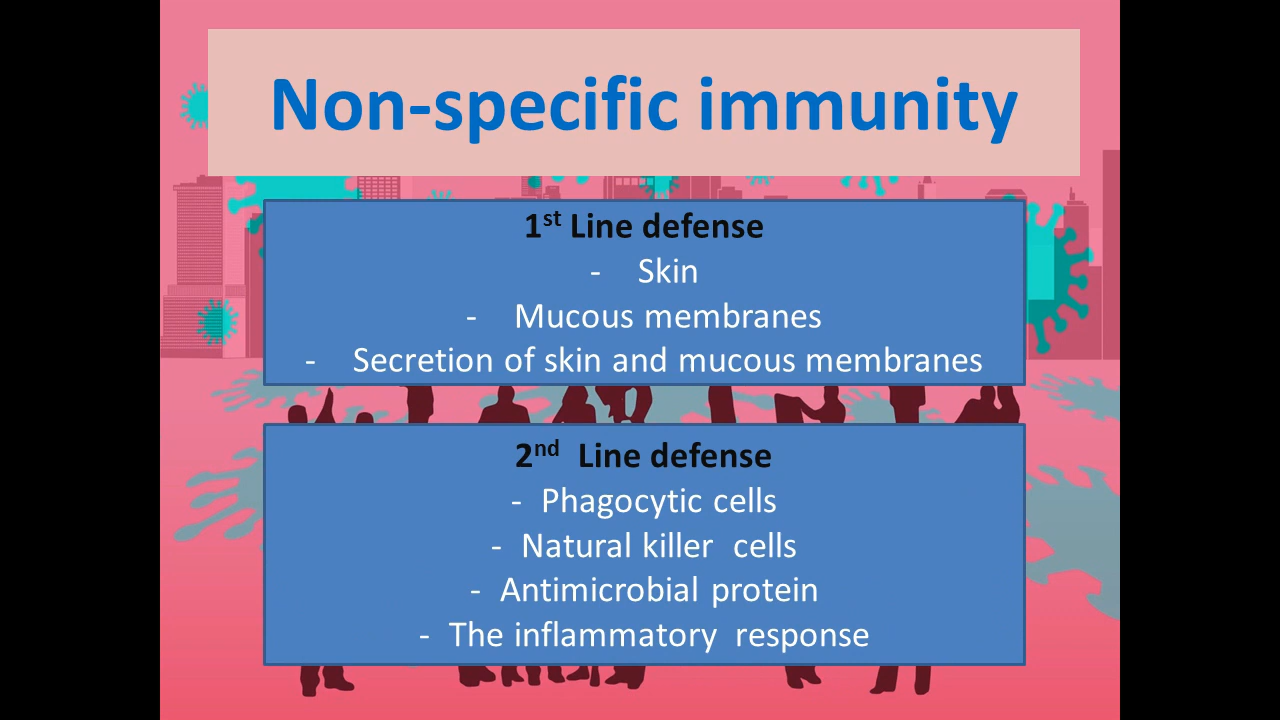 Non-specific immunity
1st Line defense
- Skin
- Mucous membranes
- Secretion of skin and mucous membranes
2nd Line defense
- Phagocytic cells
- Natural killer cells
- Antimicrobial protein
- The inflammatory response